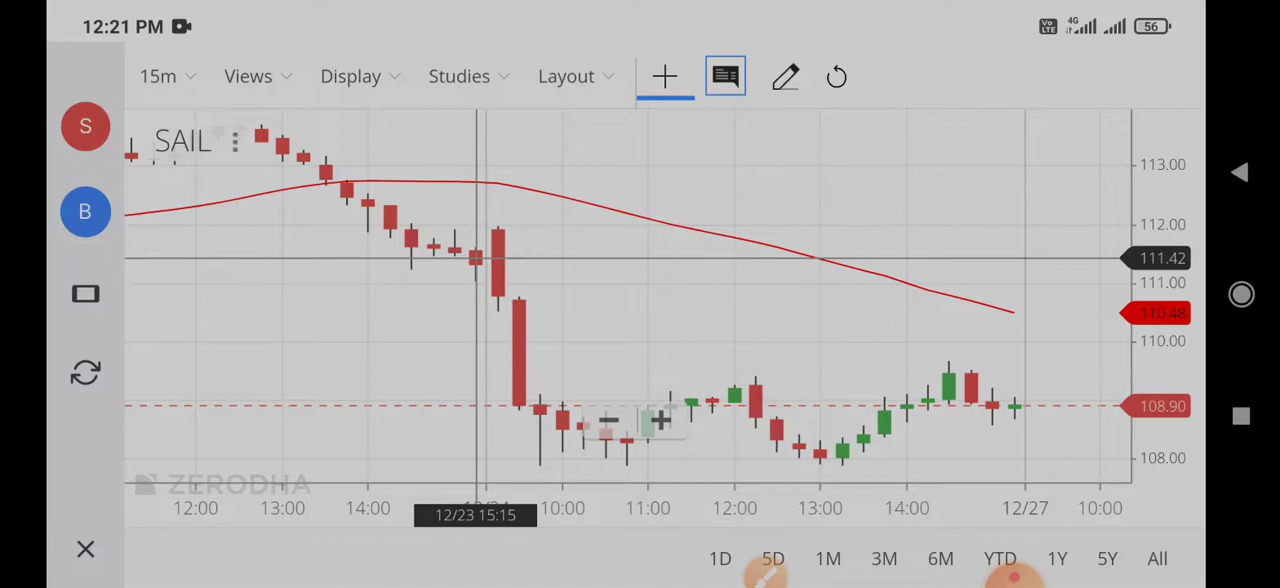 12:21 PM
Vo LTE 4G 56
15m Views Display Studies Layout
S
SAIL
113.00
B
112.00
111.42
111.00
110.48
110.00
108.90
108.00
ZERODHA
12:00 13:00 14:00 10:00 11:00 12:00 13:00 14:00 12/27 10:00
12/23 15:15
1D 5D 1M 3M 6M YTD 1Y 5Y All